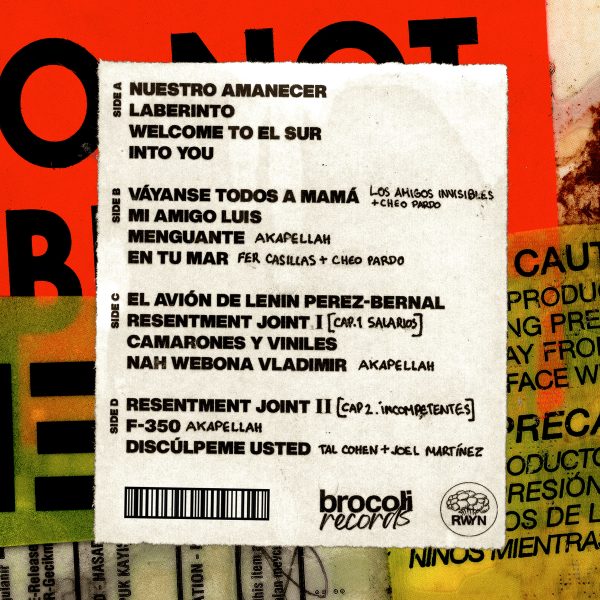 O NOT
SIDE A
NUESTRO AMANECER
LABERINTO
WELCOME TO EL SUR
INTO YOU
SIDE B
VÁYANSE TODOS A MAMÁ LOS AMIGOS INVISIBLES
+ CHEO PARDO
MI AMIGO LUIS
MENGUANTE AKAPELLAH
EN TU MAR FER CASILLAS + CHEO PARDO
SIDE C
EL AVIÓN DE LENIN PEREZ-BERNAL
RESENTMENT JOINT I [CAP. 1 SALARIOS]
CAMARONES Y VINILES
NAH WEBONA VLADIMIR AKAPELLAH
SIDE D
RESENTMENT JOINT II [CAP 2. INCOMPETENTES]
F-350 AKAPELLAH
DISCÚLPEME USTED TAL COHEN + JOEL MARTÍNEZ
brocoli
records
RWYN
CAUT
PRODU
NG PRE
AY FRO
FACE W
PRECA
ODUCTO
RESIÓN
OS DE L
NIÑOS MIENTRA